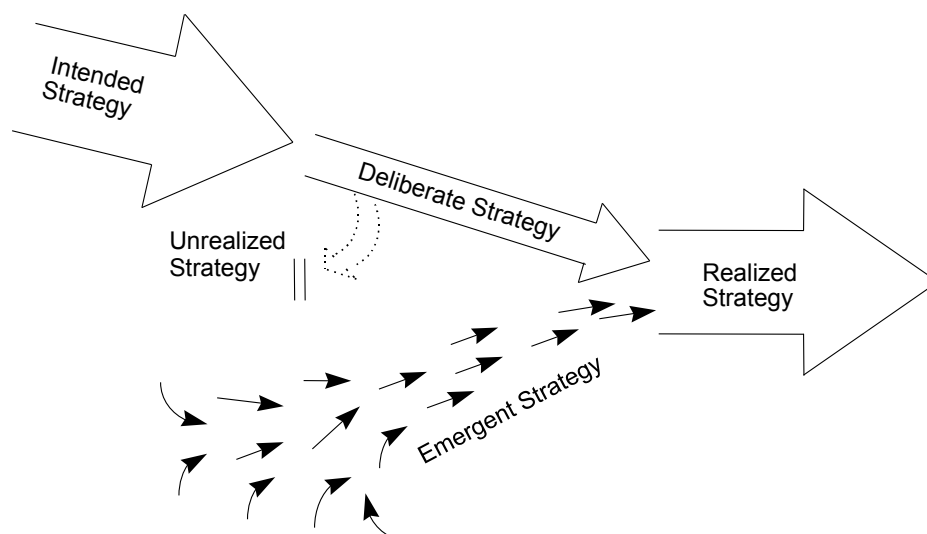 Intended
Strategy
Deliberate Strategy
Unrealized
Strategy
Realized
Strategy
Emergent Strategy